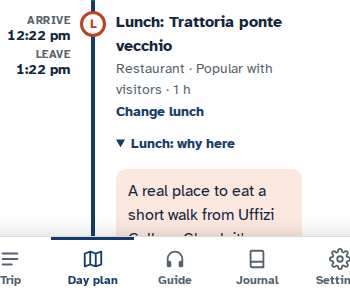 ARRIVE
12:22 pm
LEAVE
1:22 pm
L
Lunch: Trattoria ponte
vecchio
Restaurant · Popular with
visitors · 1 h
Change lunch
▼ Lunch: why here
A real place to eat a
short walk from Uffizi
Trip
Day plan
Guide
Journal
Settin